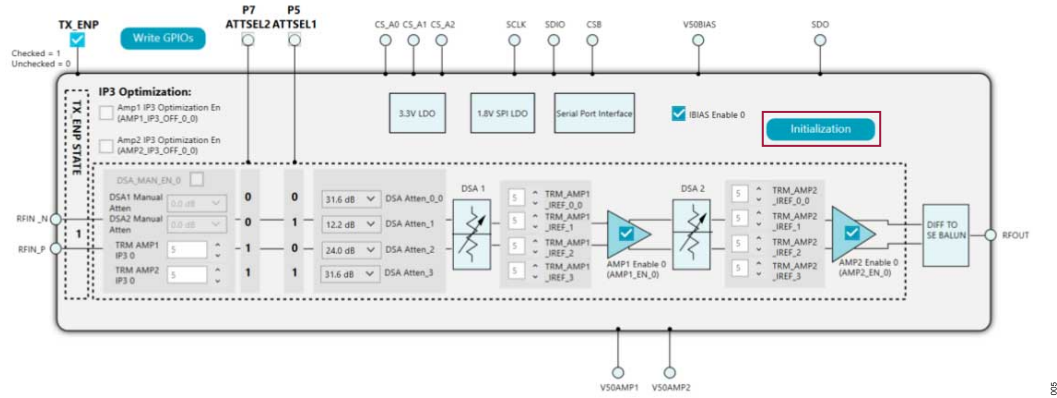 TX_ENP
Write GPIOs
P7
ATTSEL2
P5
ATTSEL1
CS_A0
CS_A1
CS_A2
SCLK
SDIO
CSB
V50BIAS
SDO
Checked = 1
Unchecked = 0
TX_ENP STATE
1
IP3 Optimization:
Amp1 IP3 Optimization En
(AMP1_IP3_OFF_0_0)
Amp2 IP3 Optimization En
(AMP2_IP3_OFF_0_0)
3.3V LDO
1.8V SPI LDO
Serial Port Interface
IBIAS Enable 0
Initialization
DSA_MAN_EN_0
DSA1 Manual
Atten
0.0 dB
DSA2 Manual
Atten
0.0 dB
TRM AMP1
IP3 0
5
TRM AMP2
IP3 0
5
0 0
0 1
1 0
1 1
31.6 dB DSA Atten_0_0
12.2 dB DSA Atten_1
24.0 dB DSA Atten_2
31.6 dB DSA Atten_3
DSA 1
5 TRM_AMP1
_IREF_0_0
5 TRM_AMP1
_IREF_1
5 TRM_AMP1
_IREF_2
5 TRM_AMP1
_IREF_3
AMP1 Enable 0
(AMP1_EN_0)
DSA 2
5 TRM_AMP2
_IREF_0_0
5 TRM_AMP2
_IREF_1
5 TRM_AMP2
_IREF_2
5 TRM_AMP2
_IREF_3
AMP2 Enable 0
(AMP2_EN_0)
DIFF TO
SE BALUN
RFOUT
RFIN_N
RFIN_P
V50AMP1
V50AMP2
005